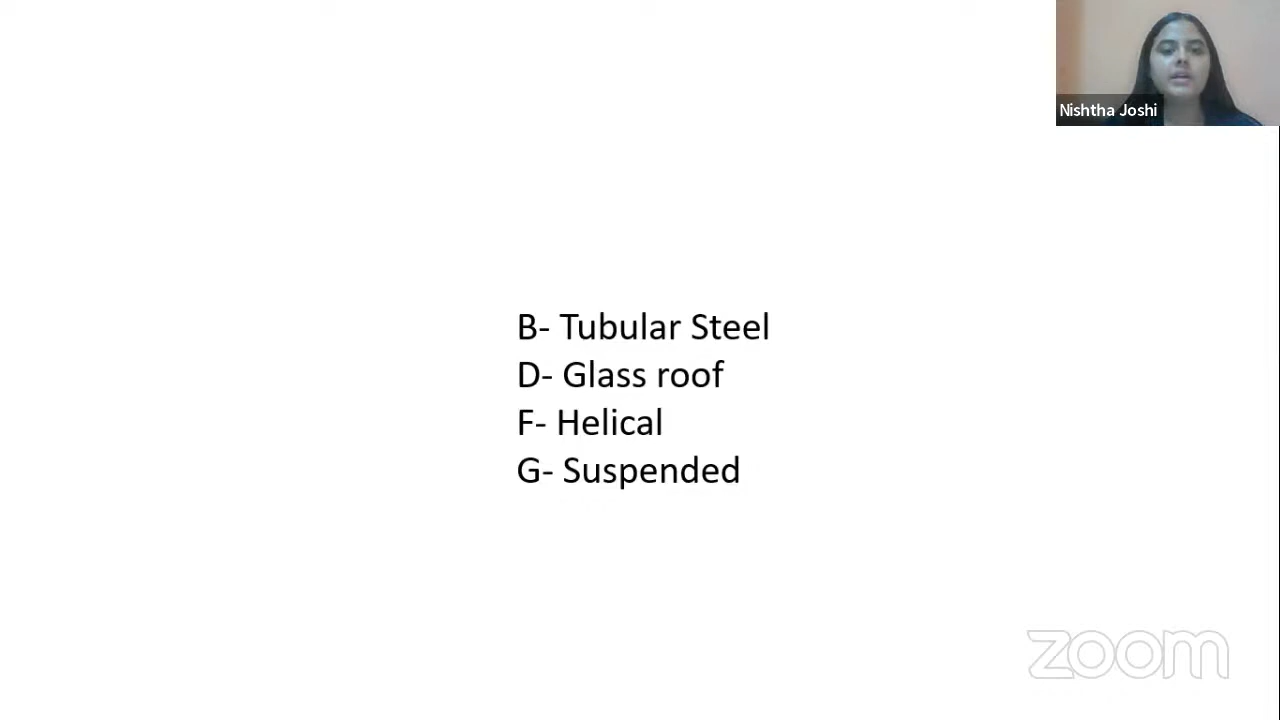 Nishtha Joshi
B- Tubular Steel
D- Glass roof
F- Helical
G- Suspended
zoom